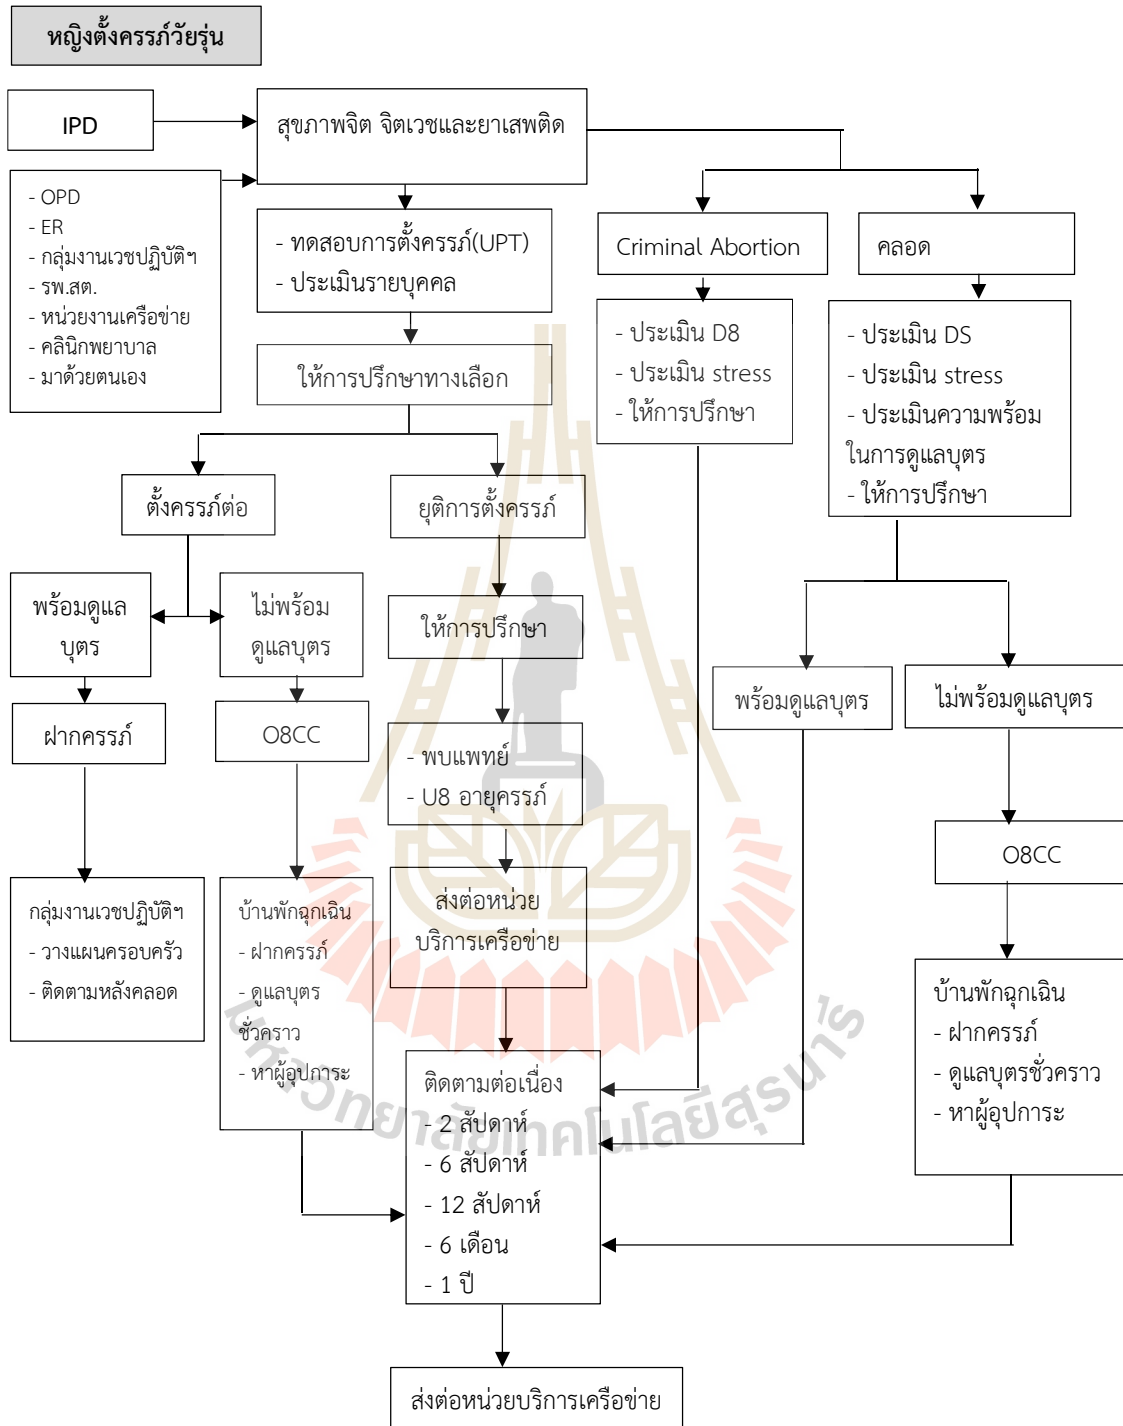 หญิงตั้งครรภ์วัยรุ่น
IPD
สุขภาพจิต จิตเวชและยาเสพติด
- OPD
- ER
- กลุ่มงานเวชปฏิบัติฯ
- รพ.สต.
- หน่วยงานเครือข่าย
- คลินิกพยาบาล
- มาด้วยตนเอง
- ทดสอบการตั้งครรภ์(UPT)
- ประเมินรายบุคคล
Criminal Abortion
คลอด
- ประเมิน D8
- ประเมิน stress
- ให้การปรึกษา
- ประเมิน DS
- ประเมิน stress
- ประเมินความพร้อม
ในการดูแลบุตร
- ให้การปรึกษา
ให้การปรึกษาทางเลือก
ตั้งครรภ์ต่อ
ยุติการตั้งครรภ์
พร้อมดูแล
บุตร
ไม่พร้อม
ดูแลบุตร
ให้การปรึกษา
พร้อมดูแลบุตร
ไม่พร้อมดูแลบุตร
ฝากครรภ์
O8CC
- พบแพทย์
- U8 อายุครรภ์
O8CC
กลุ่มงานเวชปฏิบัติฯ
- วางแผนครอบครัว
- ติดตามหลังคลอด
บ้านพักฉุกเฉิน
- ฝากครรภ์
- ดูแลบุตร
ชั่วคราว
- หาผู้อุปการะ
ส่งต่อหน่วย
บริการเครือข่าย
บ้านพักฉุกเฉิน
- ฝากครรภ์
- ดูแลบุตรชั่วคราว
- หาผู้อุปการะ
ติดตามต่อเนื่อง
- 2 สัปดาห์
- 6 สัปดาห์
- 12 สัปดาห์
- 6 เดือน
- 1 ปี
ส่งต่อหน่วยบริการเครือข่าย
มหาวิทยาลัยเทคโนโลยีสุรนารี